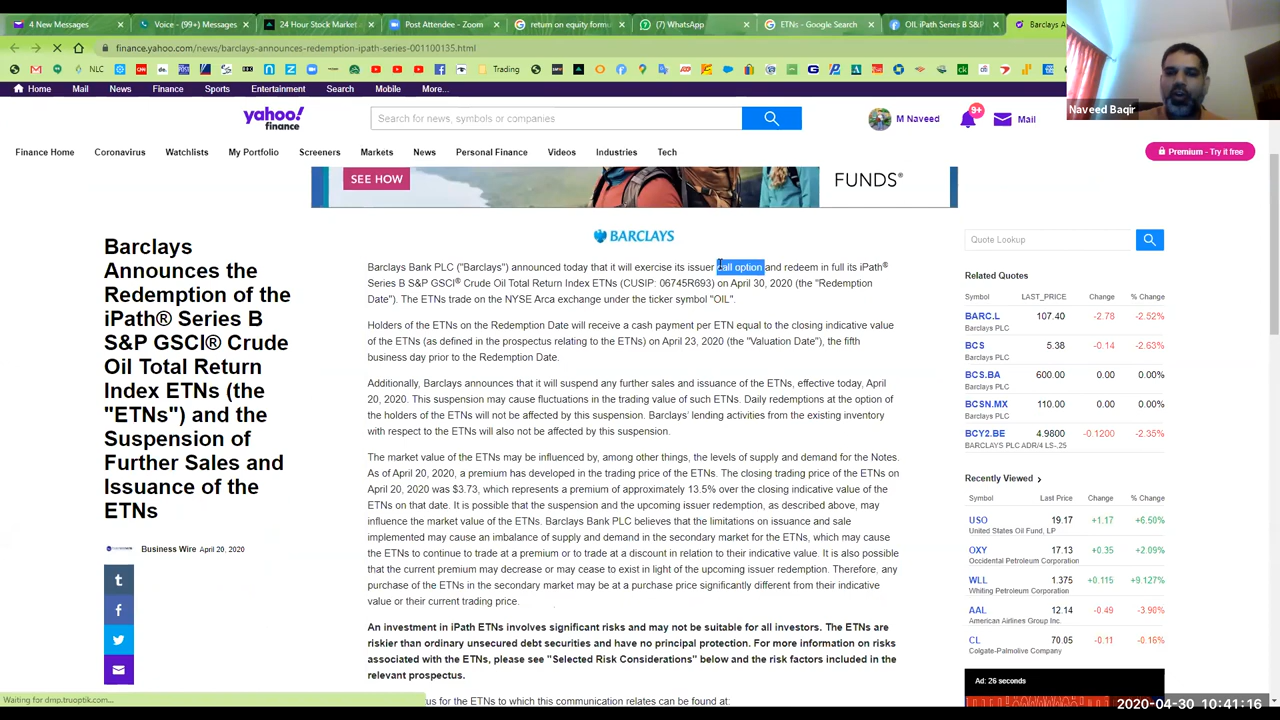 4 New Messages
Voice - (99+) Messages
24 Hour Stock Market
Post Attendee - Zoom
return on equity formu
(7) WhatsApp
ETNs - Google Search
OIL iPath Series B S&P
Barclays A
finance.yahoo.com/news/barclays-announces-redemption-ipath-series-001100135.html
NLC
Trading
Home Mail News Finance Sports Entertainment Search Mobile More...
yahoo!
finance
Search for news, symbols or companies
M Naveed
9+
Mail
Naveed Baqir
Finance Home Coronavirus Watchlists My Portfolio Screeners Markets News Personal Finance Videos Industries Tech
Premium - Try it free
SEE HOW
FUNDS®
BARCLAYS
Barclays
Announces the
Redemption of the
iPath® Series B
S&P GSCI® Crude
Oil Total Return
Index ETNs (the
"ETNs") and the
Suspension of
Further Sales and
Issuance of the
ETNs
Business Wire April 20, 2020
Barclays Bank PLC ("Barclays") announced today that it will exercise its issuer call option and redeem in full its iPath®
Series B S&P GSCI® Crude Oil Total Return Index ETNs (CUSIP: 06745R693) on April 30, 2020 (the "Redemption
Date"). The ETNs trade on the NYSE Arca exchange under the ticker symbol "OIL".
Holders of the ETNs on the Redemption Date will receive a cash payment per ETN equal to the closing indicative value
of the ETNs (as defined in the prospectus relating to the ETNs) on April 23, 2020 (the "Valuation Date"), the fifth
business day prior to the Redemption Date.
Additionally, Barclays announces that it will suspend any further sales and issuance of the ETNs, effective today, April
20, 2020. This suspension may cause fluctuations in the trading value of such ETNs. Daily redemptions at the option of
the holders of the ETNs will not be affected by this suspension. Barclays' lending activities from the existing inventory
with respect to the ETNs will also not be affected by this suspension.
The market value of the ETNs may be influenced by, among other things, the levels of supply and demand for the Notes.
As of April 20, 2020, a premium has developed in the trading price of the ETNs. The closing trading price of the ETNs on
April 20, 2020 was $3.73, which represents a premium of approximately 13.5% over the closing indicative value of the
ETNs on that date. It is possible that the suspension and the upcoming issuer redemption, as described above, may
influence the market value of the ETNs. Barclays Bank PLC believes that the limitations on issuance and sale
implemented may cause an imbalance of supply and demand in the secondary market for the ETNs, which may cause
the ETNs to continue to trade at a premium or to trade at a discount in relation to their indicative value. It is also possible
that the current premium may decrease or may cease to exist in light of the upcoming issuer redemption. Therefore, any
purchase of the ETNs in the secondary market may be at a purchase price significantly different from their indicative
value or their current trading price.
An investment in iPath ETNs involves significant risks and may not be suitable for all investors. The ETNs are
riskier than ordinary unsecured debt securities and have no principal protection. For more information on risks
associated with the ETNs, please see "Selected Risk Considerations" below and the risk factors included in the
relevant prospectus.
tus for the ETNs to which this communication relates can be found at:
Quote Lookup
Related Quotes
Symbol LAST_PRICE Change % Change
BARC.L 107.40 -2.78 -2.52%
Barclays PLC
BCS 5.38 -0.14 -2.63%
Barclays PLC
BCS.BA 600.00 0.00 0.00%
Barclays PLC
BCSN.MX 110.00 0.00 0.00%
Barclays PLC
BCY2.BE 4.9800 -0.1200 -2.35%
BARCLAYS PLC ADR/4 LS-.25
Recently Viewed
Symbol Last Price Change % Change
USO 19.17 +1.17 +6.50%
United States Oil Fund, LP
OXY 17.13 +0.35 +2.09%
Occidental Petroleum Corporation
WLL 1.375 +0.115 +9.127%
Whiting Petroleum Corporation
AAL 12.14 -0.49 -3.90%
American Airlines Group Inc.
CL 70.05 -0.11 -0.16%
Colgate-Palmolive Company
Ad: 26 seconds
Waiting for dmp.truoptik.com...
2020-04-30 10:41:16